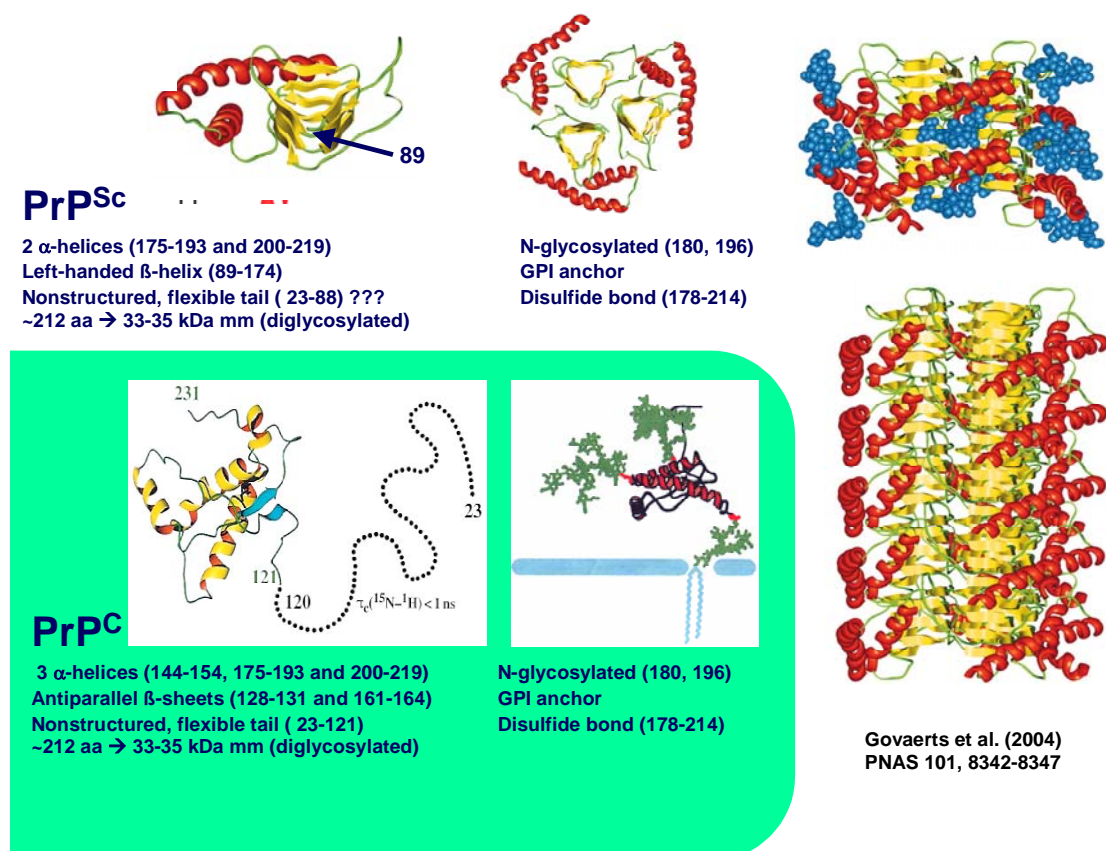 89
PrPSc
2 α-helices (175-193 and 200-219)
Left-handed ß-helix (89-174)
Nonstructured, flexible tail ( 23-88) ???
~212 aa → 33-35 kDa mm (diglycosylated)
N-glycosylated (180, 196)
GPI anchor
Disulfide bond (178-214)
231
23
121
120
τc(15N–1H) < 1 ns
PrPC
3 α-helices (144-154, 175-193 and 200-219)
Antiparallel ß-sheets (128-131 and 161-164)
Nonstructured, flexible tail ( 23-121)
~212 aa → 33-35 kDa mm (diglycosylated)
N-glycosylated (180, 196)
GPI anchor
Disulfide bond (178-214)
Govaerts et al. (2004)
PNAS 101, 8342-8347